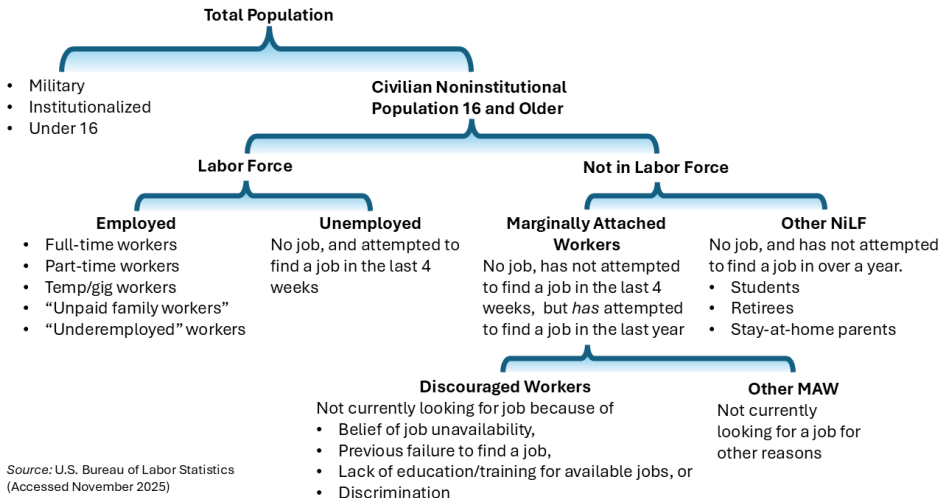 Total Population
• Military
• Institutionalized
• Under 16
Civilian Noninstitutional
Population 16 and Older
Labor Force
Not in Labor Force
Employed
• Full-time workers
• Part-time workers
• Temp/gig workers
• “Unpaid family workers”
• “Underemployed” workers
Unemployed
No job, and attempted to
find a job in the last 4
weeks
Marginally Attached
Workers
No job, has not attempted
to find a job in the last 4
weeks, but has attempted
to find a job in the last year
Other NiLF
No job, and has not attempted
to find a job in over a year.
• Students
• Retirees
• Stay-at-home parents
Discouraged Workers
Not currently looking for job because of
• Belief of job unavailability,
• Previous failure to find a job,
• Lack of education/training for available jobs, or
• Discrimination
Other MAW
Not currently
looking for a job for
other reasons
Source: U.S. Bureau of Labor Statistics
(Accessed November 2025)